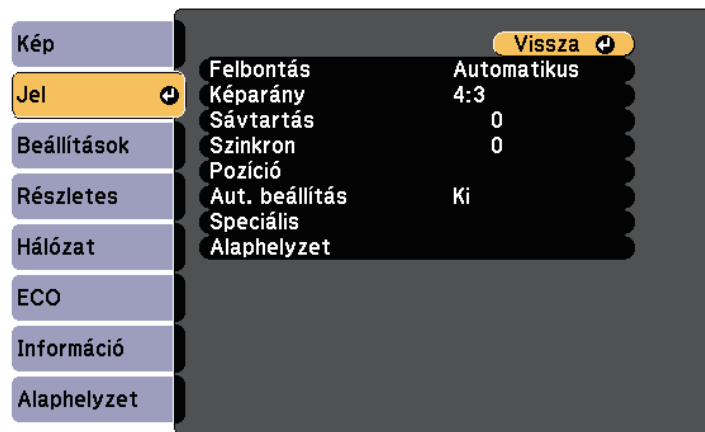 Kép
Jel
Beállítások
Részletes
Hálózat
ECO
Információ
Alaphelyzet
Vissza
Felbontás Automatikus
Képarány 4:3
Sávtartás 0
Szinkron 0
Pozíció
Aut. beállítás Ki
Speciális
Alaphelyzet